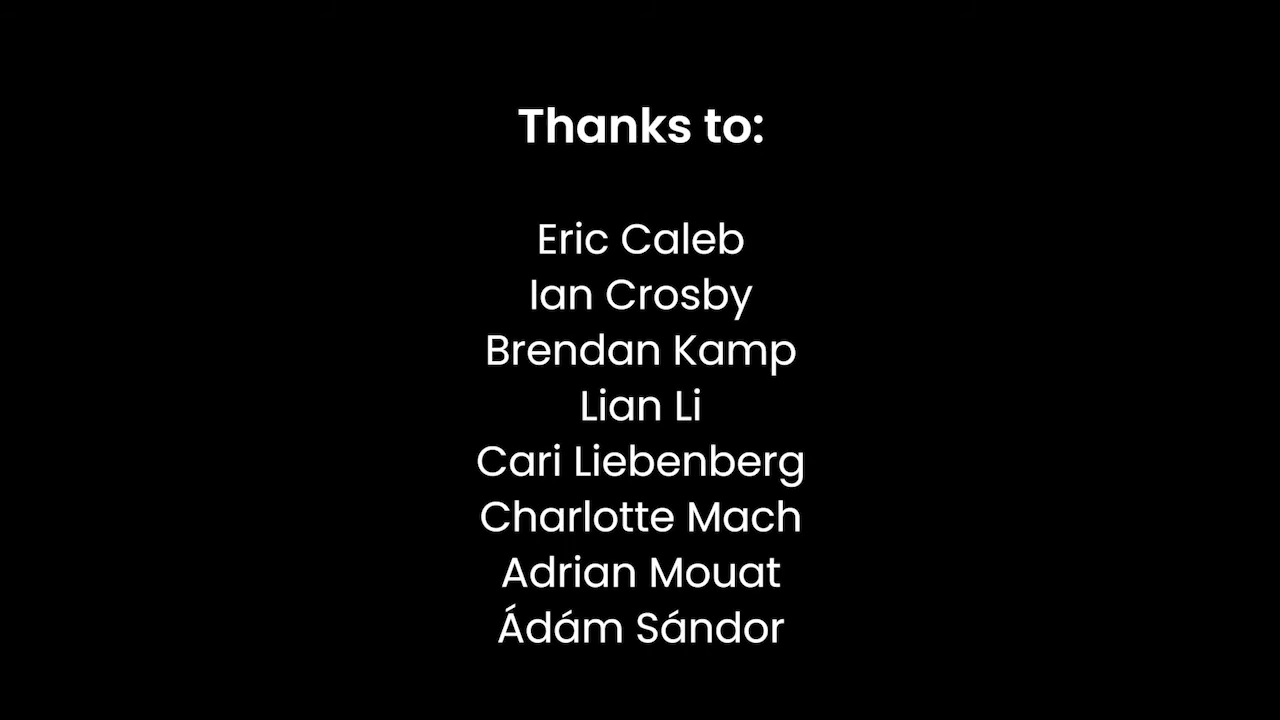 Thanks to:
Eric Caleb
Ian Crosby
Brendan Kamp
Lian Li
Cari Liebenberg
Charlotte Mach
Adrian Mouat
Ádám Sándor